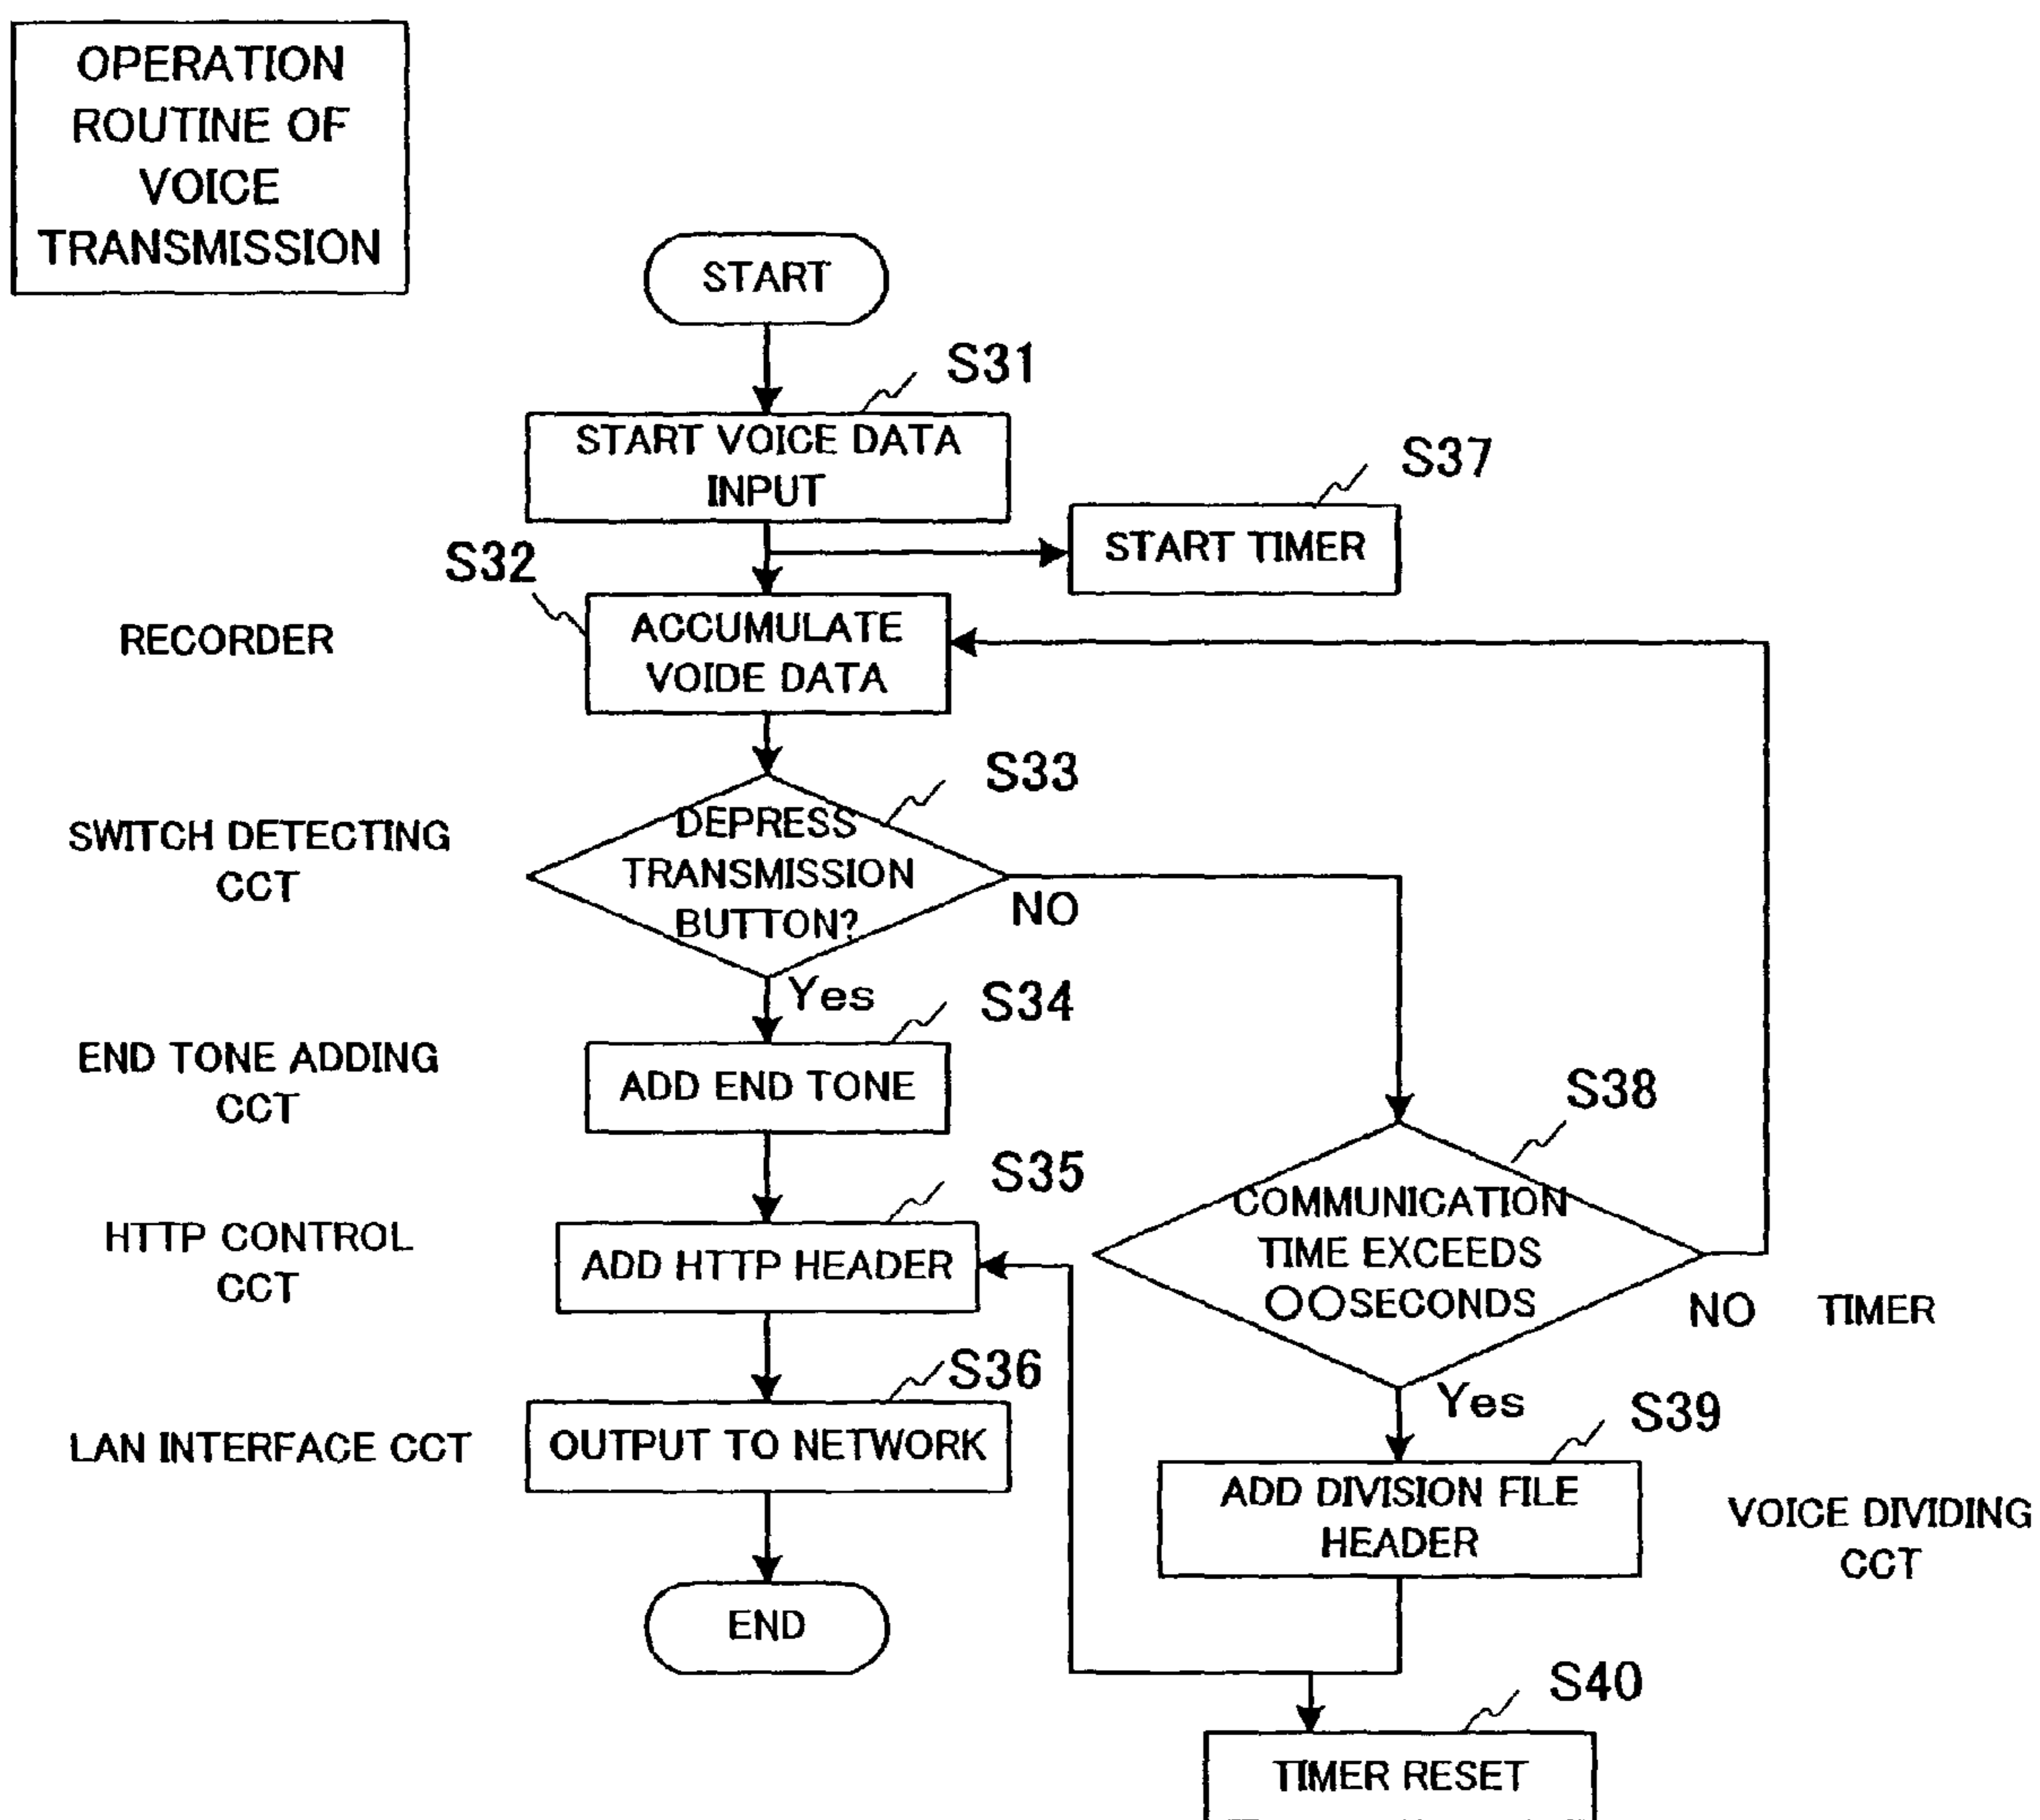 OPERATION
ROUTINE OF
VOICE
TRANSMISSION
START
S31
START VOICE DATA
INPUT
S37
START TIMER
S32
RECORDER
ACCUMULATE
VOIDE DATA
S33
SWITCH DETECTING
CCT
DEPRESS
TRANSMISSION
BUTTON?
NO
Yes
S34
END TONE ADDING
CCT
ADD END TONE
S38
COMMUNICATION
TIME EXCEEDS
○○SECONDS
NO
TIMER
Yes
S35
HTTP CONTROL
CCT
ADD HTTP HEADER
S36
LAN INTERFACE CCT
OUTPUT TO NETWORK
S39
ADD DIVISION FILE
HEADER
VOICE DIVIDING
CCT
END
S40
TIMER RESET